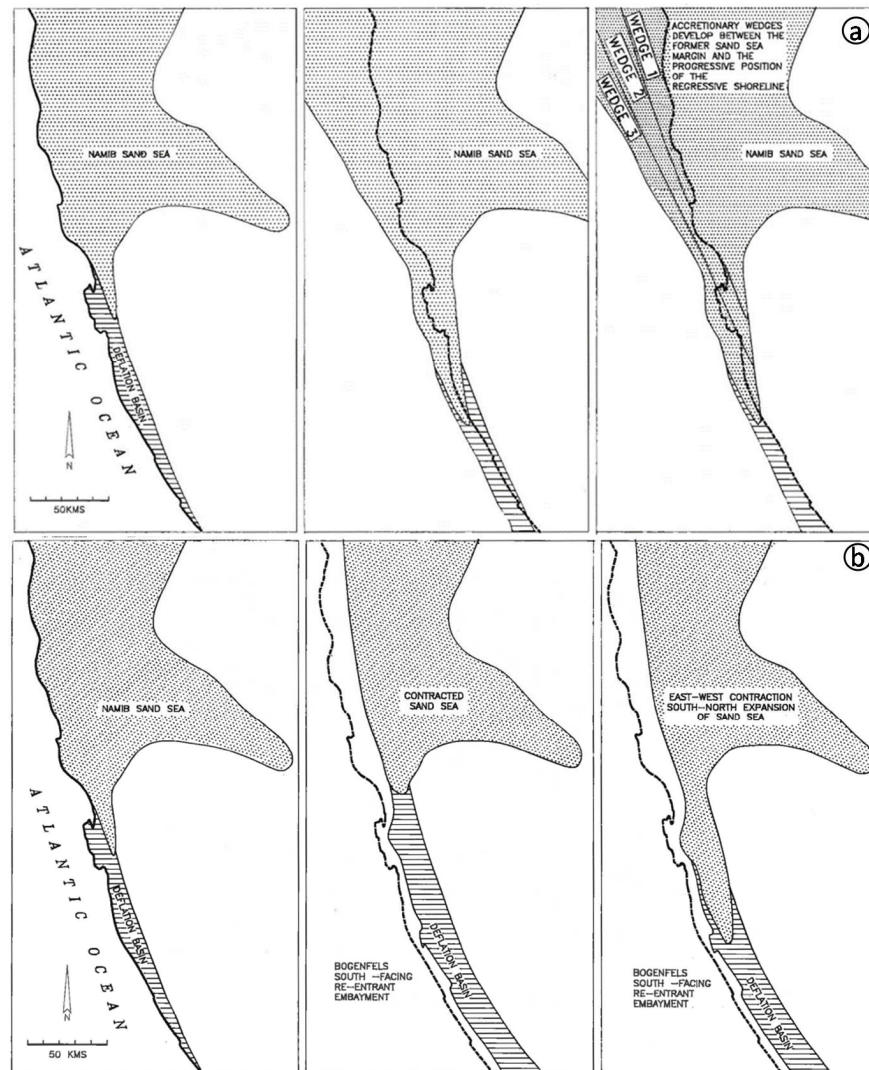 NAMIB SAND SEA
ATLANTIC OCEAN
DEFLATION BASIN
N
50KMS
NAMIB SAND SEA
ⓐ
ACCRETIONARY WEDGES
DEVELOP BETWEEN THE
FORMER SAND SEA
MARGIN AND THE
PROGRESSIVE POSITION
OF THE
REGRESSIVE SHORELINE
WEDGE 1
WEDGE 2
WEDGE 3
NAMIB SAND SEA
NAMIB SAND SEA
ATLANTIC OCEAN
DEFLATION BASIN
N
50 KMS
CONTRACTED
SAND SEA
DEFLATION BASIN
BOGENFELS
SOUTH -FACING
RE-ENTRANT
EMBAYMENT
ⓑ
EAST-WEST CONTRACTION
SOUTH-NORTH EXPANSION
OF SAND SEA
BOGENFELS
SOUTH -FACING
RE-ENTRANT
EMBAYMENT
DEFLATION BASIN